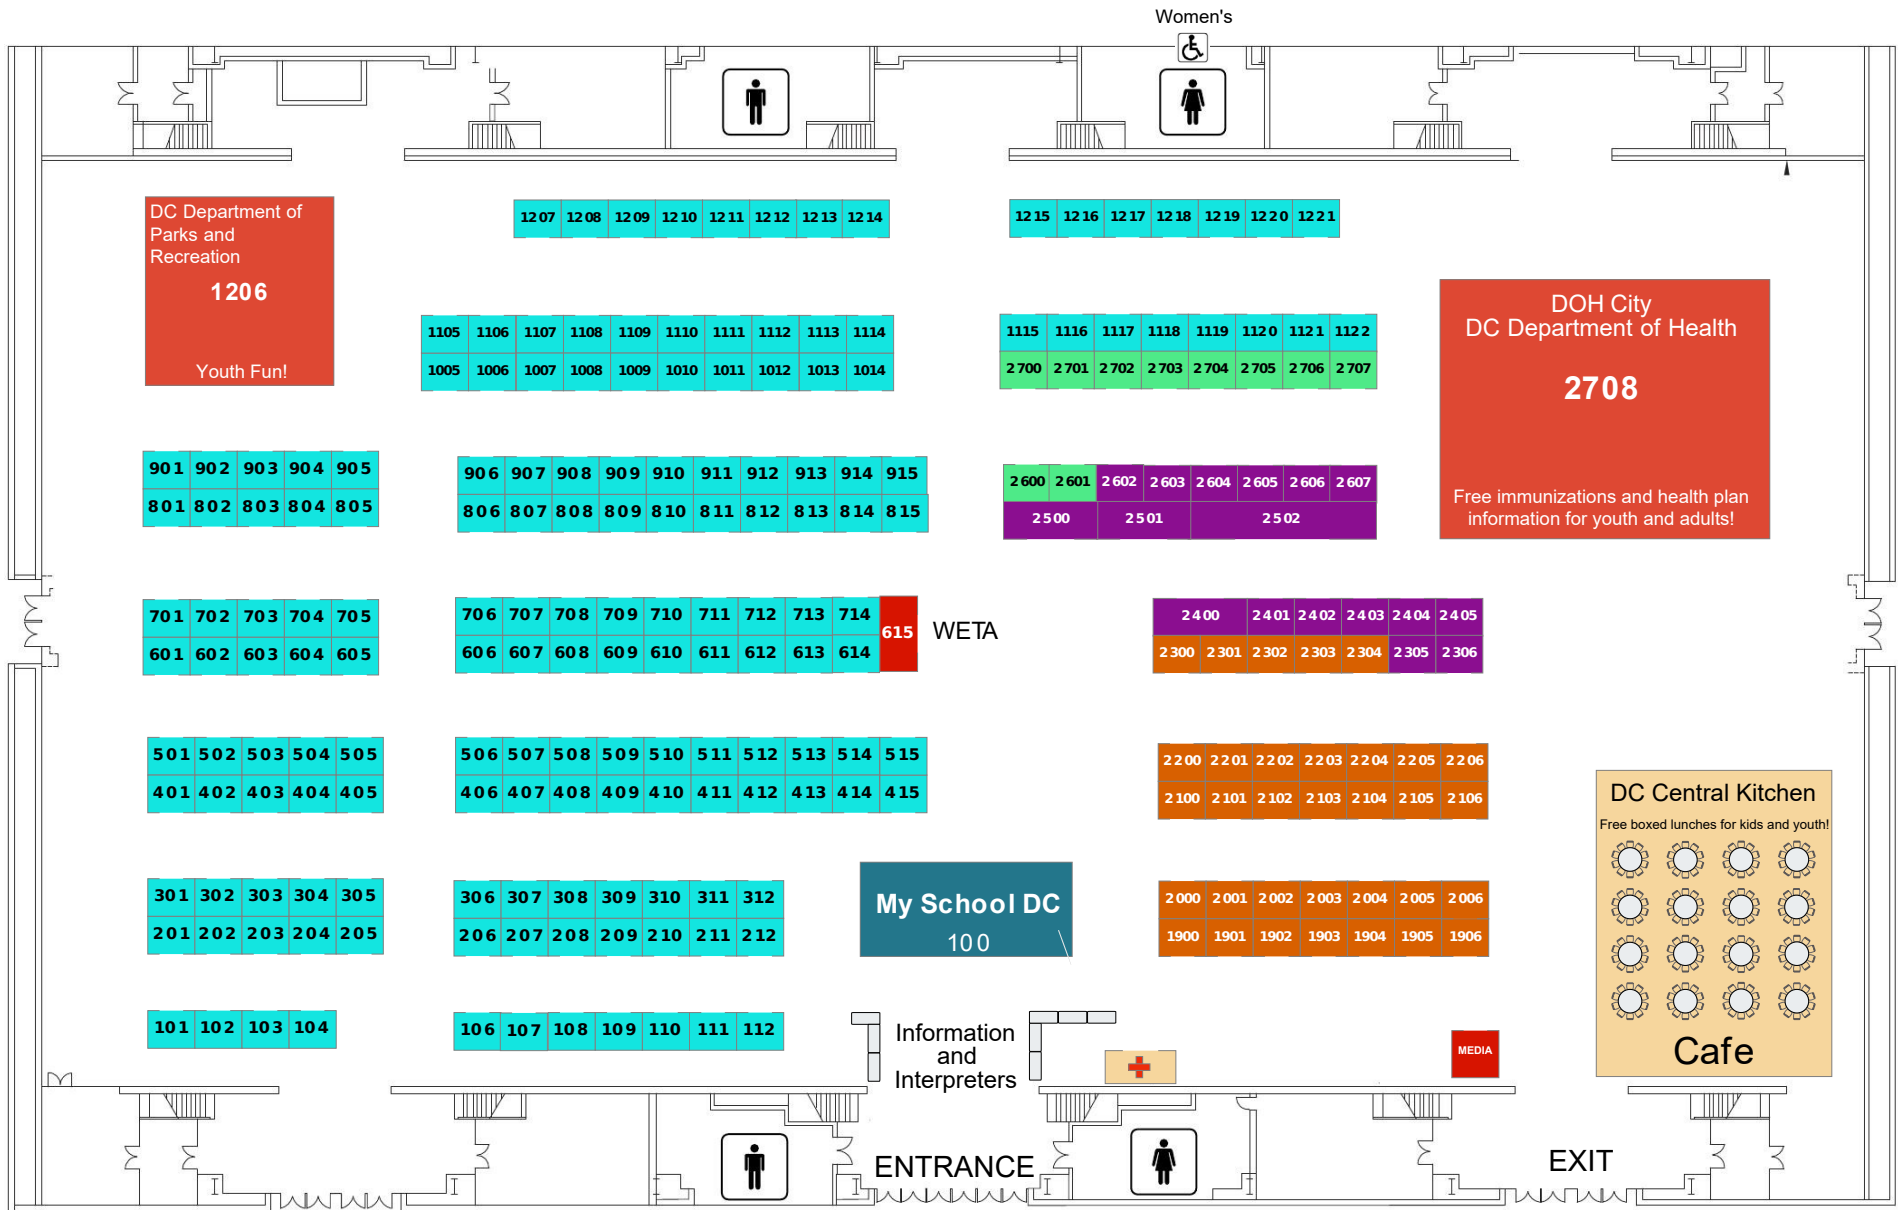 Women's
DC Department of
Parks and
Recreation
1206
Youth Fun!
1207 1208 1209 1210 1211 1212 1213 1214
1215 1216 1217 1218 1219 1220 1221
DOH City
DC Department of Health
2708
Free immunizations and health plan
information for youth and adults!
1105 1106 1107 1108 1109 1110 1111 1112 1113 1114
1005 1006 1007 1008 1009 1010 1011 1012 1013 1014
1115 1116 1117 1118 1119 1120 1121 1122
2700 2701 2702 2703 2704 2705 2706 2707
901 902 903 904 905
801 802 803 804 805
906 907 908 909 910 911 912 913 914 915
806 807 808 809 810 811 812 813 814 815
2600 2601 2602 2603 2604 2605 2606 2607
2500 2501 2502
701 702 703 704 705
601 602 603 604 605
706 707 708 709 710 711 712 713 714
606 607 608 609 610 611 612 613 614
615
WETA
2400 2401 2402 2403 2404 2405
2300 2301 2302 2303 2304 2305 2306
501 502 503 504 505
401 402 403 404 405
506 507 508 509 510 511 512 513 514 515
406 407 408 409 410 411 412 413 414 415
2200 2201 2202 2203 2204 2205 2206
2100 2101 2102 2103 2104 2105 2106
DC Central Kitchen
Free boxed lunches for kids and youth!
Cafe
301 302 303 304 305
201 202 203 204 205
306 307 308 309 310 311 312
206 207 208 209 210 211 212
My School DC
100
2000 2001 2002 2003 2004 2005 2006
1900 1901 1902 1903 1904 1905 1906
101 102 103 104
106 107 108 109 110 111 112
Information
and
Interpreters
MEDIA
ENTRANCE
EXIT